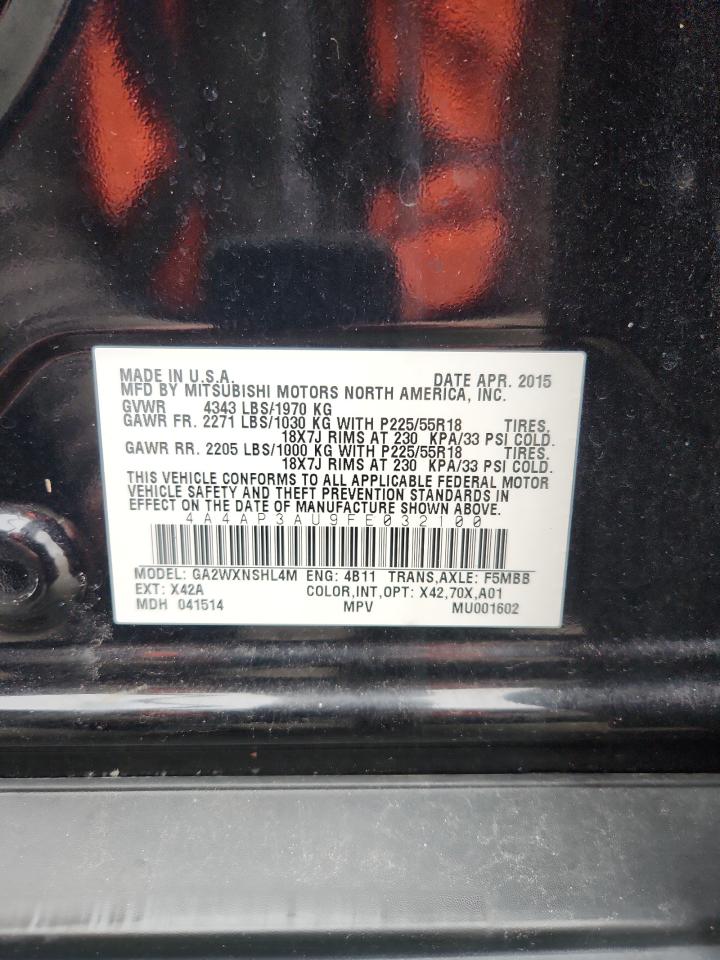 MADE IN U.S.A. DATE APR. 2015
MFD BY MITSUBISHI MOTORS NORTH AMERICA, INC.
GVWR 4343 LBS/1970 KG
GAWR FR. 2271 LBS/1030 KG WITH P225/55R18 TIRES,
18X7J RIMS AT 230 KPA/33 PSI COLD.
GAWR RR. 2205 LBS/1000 KG WITH P225/55R18 TIRES.
18X7J RIMS AT 230 KPA/33 PSI COLD.
THIS VEHICLE CONFORMS TO ALL APPLICABLE FEDERAL MOTOR
VEHICLE SAFETY AND THEFT PREVENTION STANDARDS IN
EFFECT ON THE DATE OF MANUFACTURE SHOWN ABOVE.
4A4AP3AU9FE032100
MODEL: GA2WXNSHL4M ENG: 4B11 TRANS,AXLE: F5MBB
EXT: X42A COLOR,INT,OPT: X42,70X,A01
MDH 041514 MPV MU001602